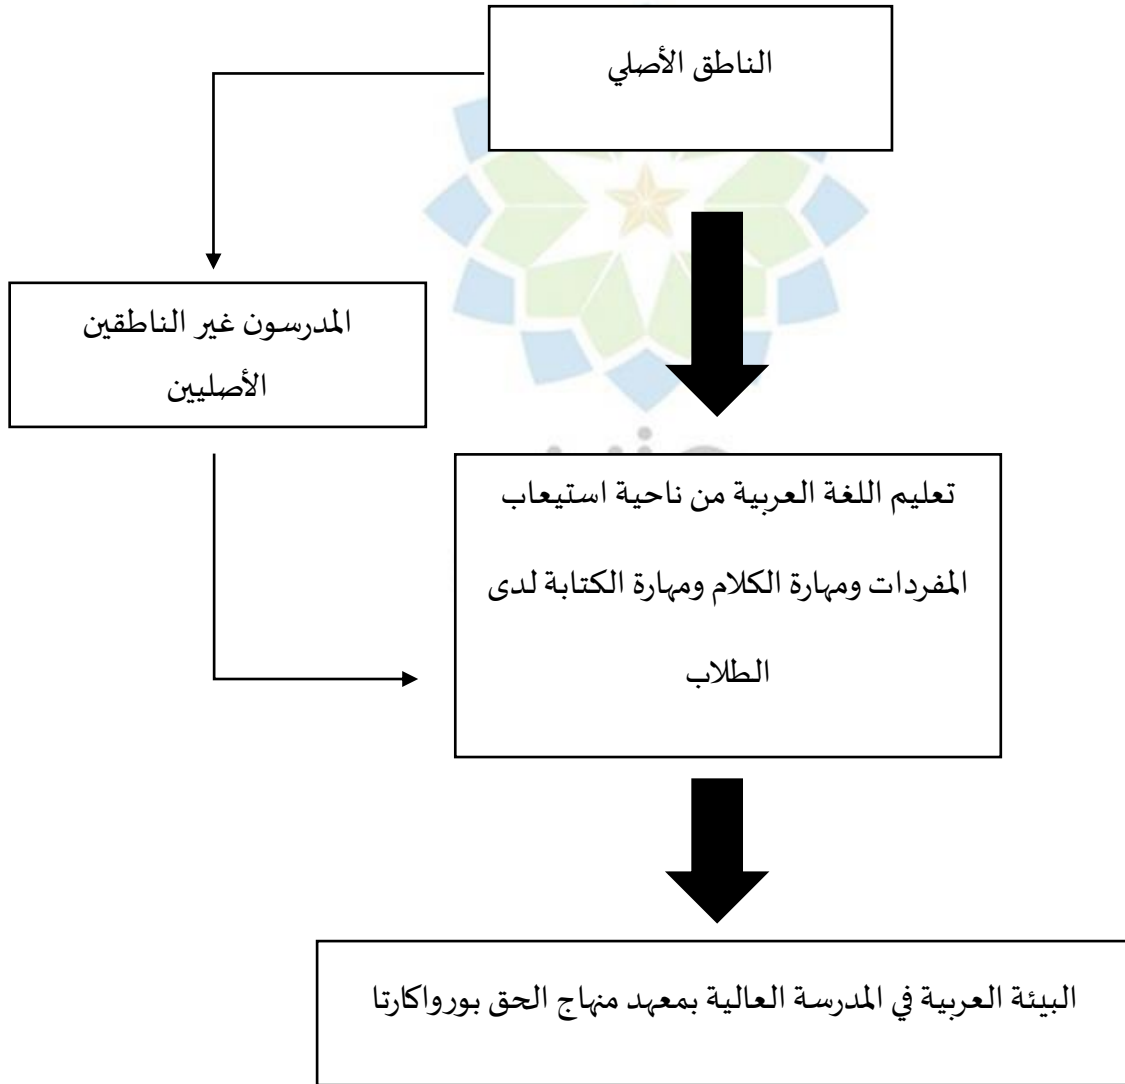 الناطق الأصلي
المدرسون غير الناطقين
الأصليين
تعليم اللغة العربية من ناحية استيعاب
المفردات ومهارة الكلام ومهارة الكتابة لدى
الطلاب
البيئة العربية في المدرسة العالية بمعهد منهاج الحق بورواكارتا